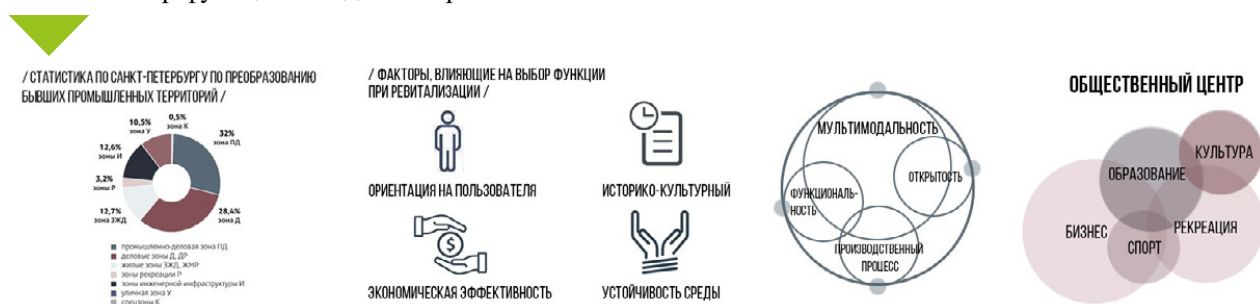 / СТАТИСТИКА ПО САНКТ-ПЕТЕРБУРГУ ПО ПРЕОБРАЗОВАНИЮ
БЫВШИХ ПРОМЫШЛЕННЫХ ТЕРРИТОРИЙ /
10,5%
зона У
0,5%
зона К
32%
зона ПД
12,6%
зоны И
3,2%
зоны Р
12,7%
зона ЗЖД
28,4%
зона Д
промышленно-деловая зона ПД
деловые зоны Д, ДР
жилые зоны ЗЖД, ЖМР
зоны рекреации Р
зоны инженерной инфраструктуры И
уличная зона У
спецзоны К
/ ФАКТОРЫ, ВЛИЯЮЩИЕ НА ВЫБОР ФУНКЦИИ
ПРИ РЕВИТАЛИЗАЦИИ /
ОРИЕНТАЦИЯ НА ПОЛЬЗОВАТЕЛЯ
ИСТОРИКО-КУЛЬТУРНЫЙ
$
ЭКОНОМИЧЕСКАЯ ЭФФЕКТИВНОСТЬ
УСТОЙЧИВОСТЬ СРЕДЫ
МУЛЬТИМОДАЛЬНОСТЬ
ОТКРЫТОСТЬ
ФУНКЦИОНАЛЬ-
НОСТЬ
ПРОИЗВОДСТВЕННЫЙ
ПРОЦЕСС
ОБЩЕСТВЕННЫЙ ЦЕНТР
КУЛЬТУРА
ОБРАЗОВАНИЕ
БИЗНЕС
РЕКРЕАЦИЯ
СПОРТ